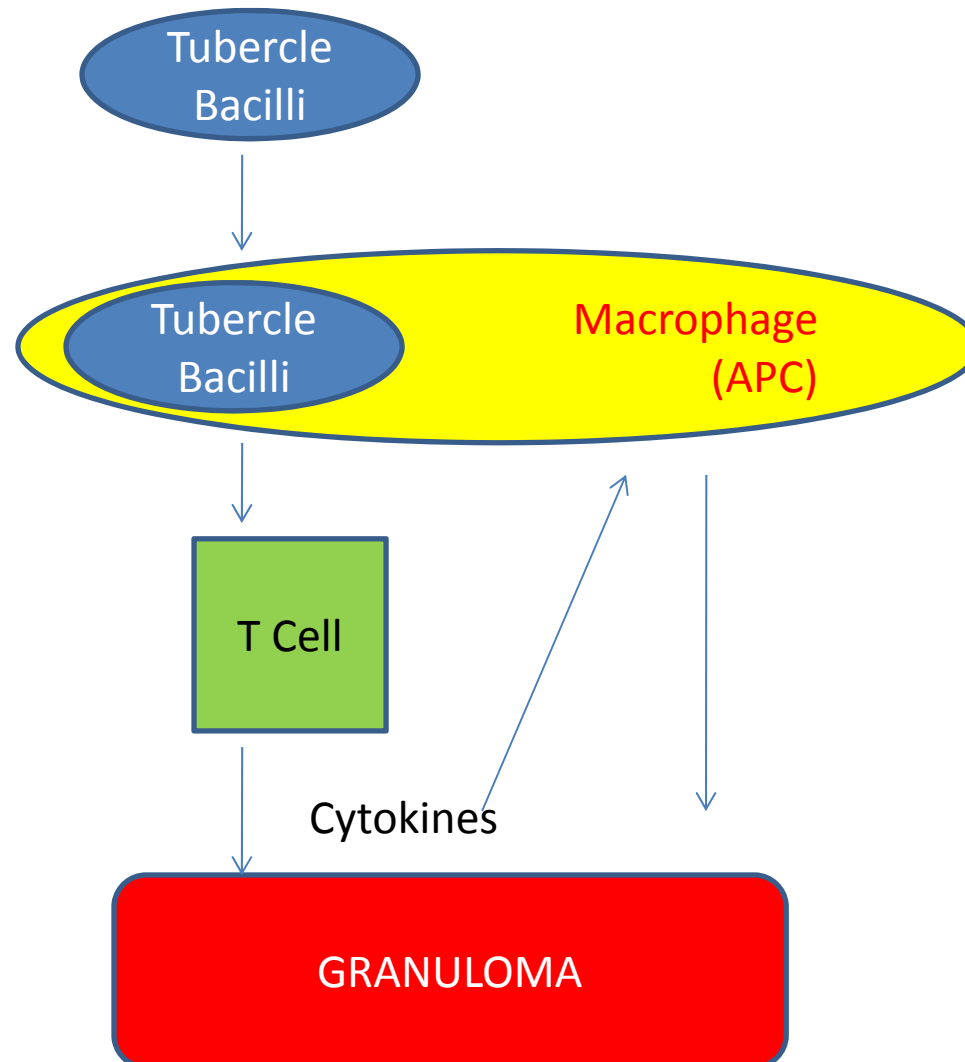 Tubercle
Bacilli
Tubercle
Bacilli
Macrophage
(APC)
T Cell
Cytokines
GRANULOMA